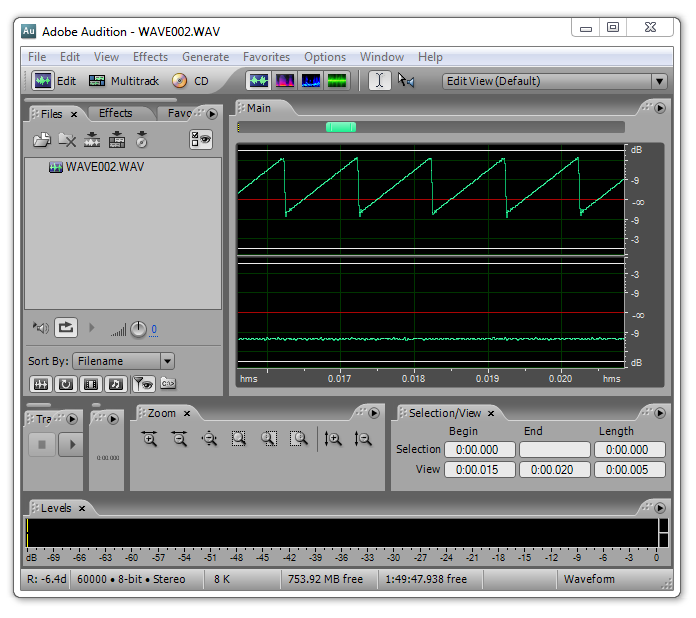 Au Adobe Audition - WAVE002.WAV
File Edit View Effects Generate Favorites Options Window Help
Edit Multitrack CD Edit View (Default)
Files × Effects Favo
WAVE002.WAV
0
Sort By: Filename
Main
dB
-9
-∞
-9
-3
-3
-9
-∞
-9
dB
hms 0.017 0.018 0.019 0.020 hms
Tra
0:00.000
Zoom ×
Selection/View ×
Begin End Length
Selection 0:00.000 0:00.000
View 0:00.015 0:00.020 0:00.005
Levels ×
dB -69 -66 -63 -60 -57 -54 -51 -48 -45 -42 -39 -36 -33 -30 -27 -24 -21 -18 -15 -12 -9 -6 -3 0
R: -6.4d 60000 • 8-bit • Stereo 8 K 753.92 MB free 1:49:47.938 free Waveform